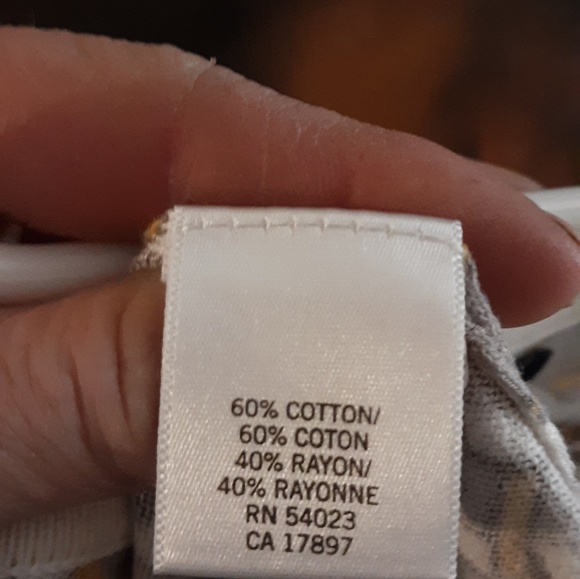 60% COTTON/
60% COTON
40% RAYON/
40% RAYONNE
RN 54023
CA 17897